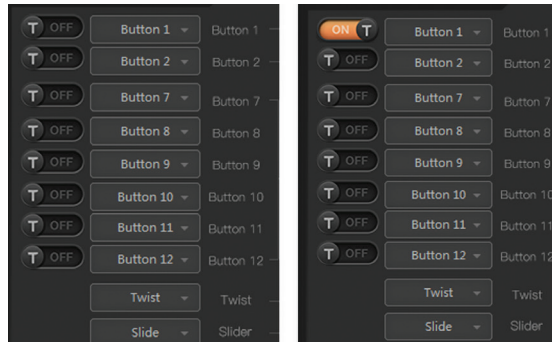 T OFF Button 1 Button 1
T OFF Button 2 Button 2
T OFF Button 7 Button 7
T OFF Button 8 Button 8
T OFF Button 9 Button 9
T OFF Button 10 Button 10
T OFF Button 11 Button 11
T OFF Button 12 Button 12
Twist Twist
Slide Slider
ON T Button 1 Button 1
T OFF Button 2 Button 2
T OFF Button 7 Button 7
T OFF Button 8 Button 8
T OFF Button 9 Button 9
T OFF Button 10 Button 10
T OFF Button 11 Button 11
T OFF Button 12 Button 12
Twist Twist
Slide Slider